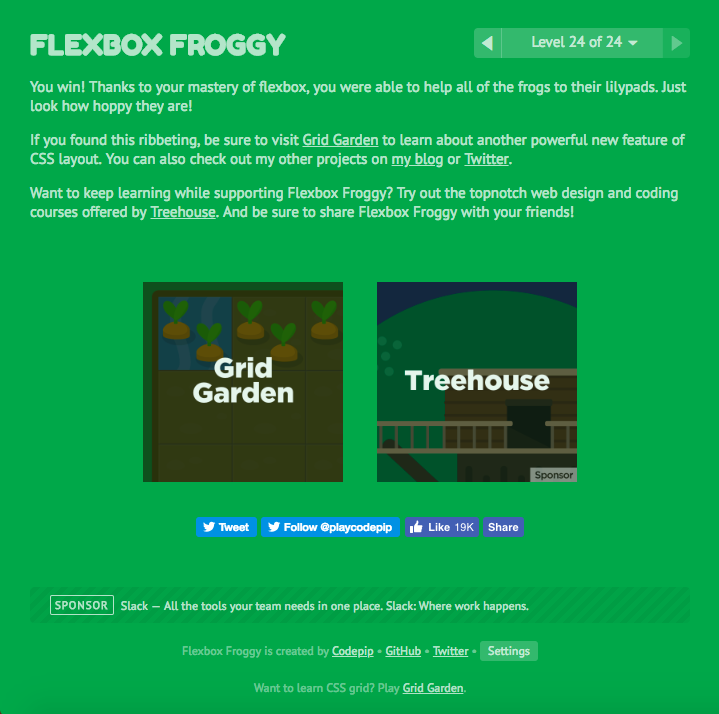 FLEXBOX FROGGY
Level 24 of 24
You win! Thanks to your mastery of flexbox, you were able to help all of the frogs to their lilypads. Just
look how hoppy they are!
If you found this ribbeting, be sure to visit Grid Garden to learn about another powerful new feature of
CSS layout. You can also check out my other projects on my blog or Twitter.
Want to keep learning while supporting Flexbox Froggy? Try out the topnotch web design and coding
courses offered by Treehouse. And be sure to share Flexbox Froggy with your friends!
Grid
Garden
Treehouse
Sponsor
Tweet Follow @playcodepip Like 19K Share
SPONSOR Slack — All the tools your team needs in one place. Slack: Where work happens.
Flexbox Froggy is created by Codepip • GitHub • Twitter • Settings
Want to learn CSS grid? Play Grid Garden.